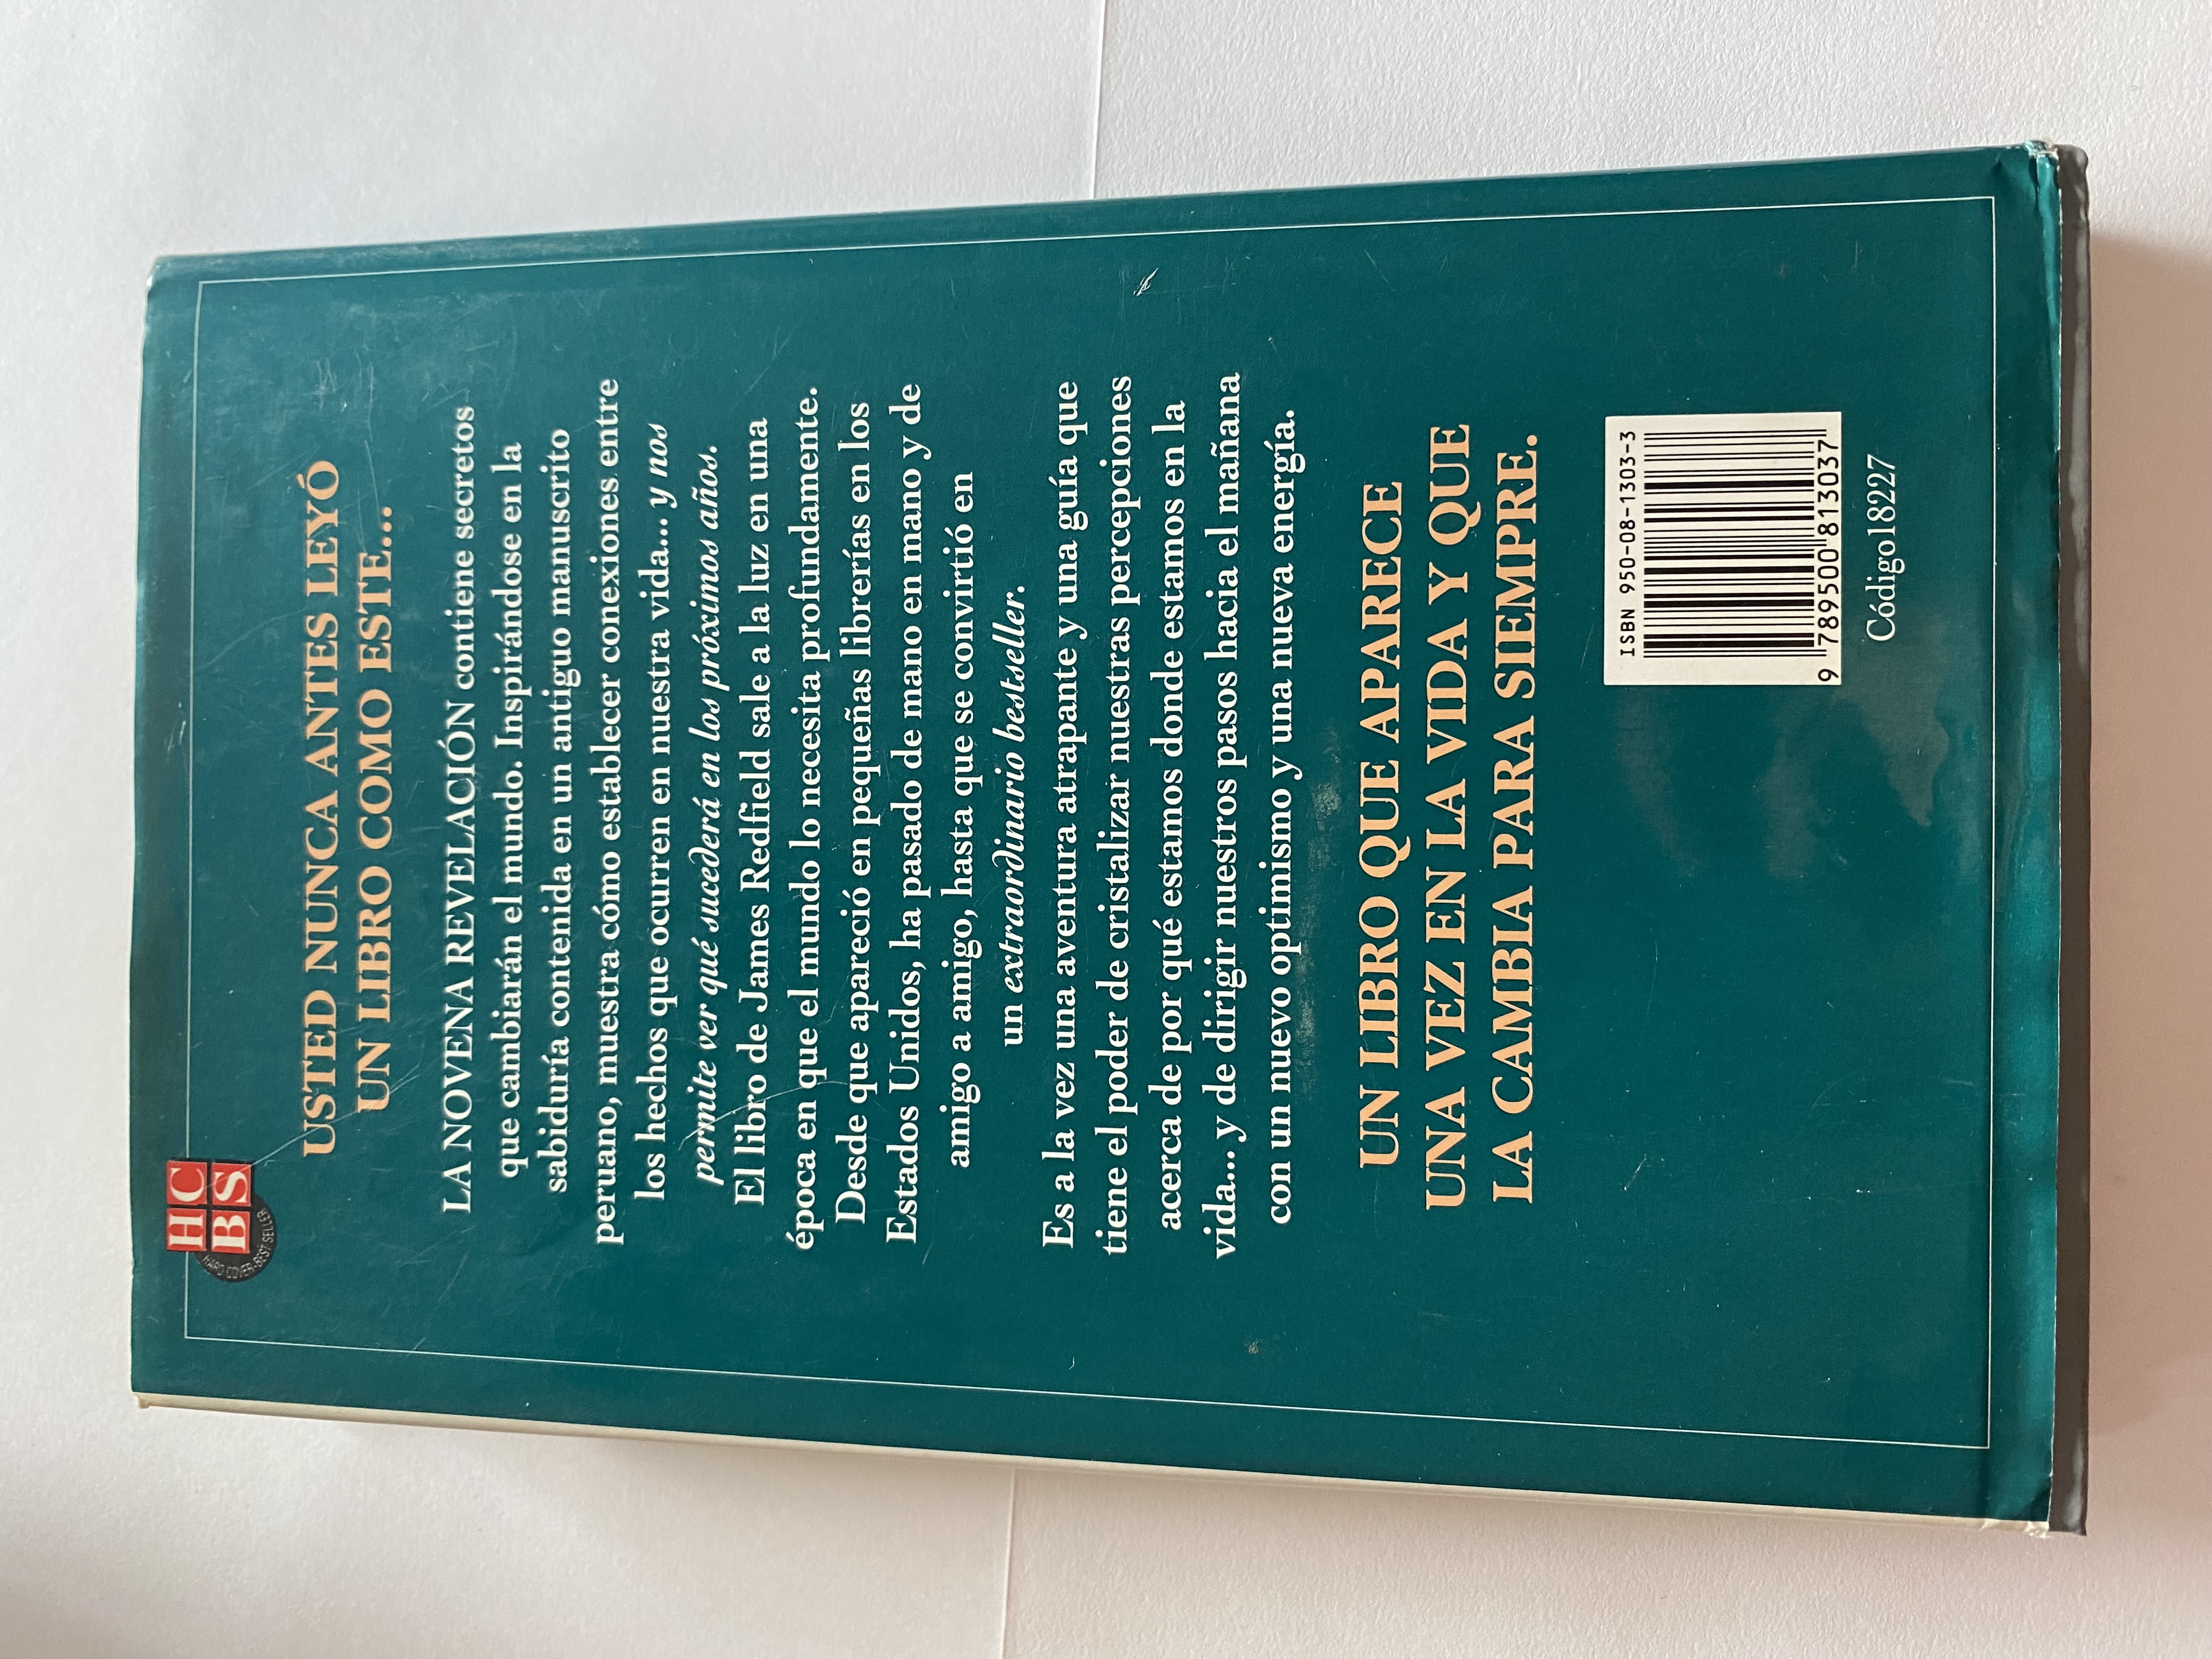 HC
BS
HARD COVER-BEST SELLER
USTED NUNCA ANTES LEYÓ
UN LIBRO COMO ESTE...
LA NOVENA REVELACIÓN contiene secretos
que cambiarán el mundo. Inspirándose en la
sabiduría contenida en un antiguo manuscrito
peruano, muestra cómo establecer conexiones entre
los hechos que ocurren en nuestra vida... y nos
permite ver qué sucederá en los próximos años.
El libro de James Redfield sale a la luz en una
época en que el mundo lo necesita profundamente.
Desde que apareció en pequeñas librerías en los
Estados Unidos, ha pasado de mano en mano y de
amigo a amigo, hasta que se convirtió en
un extraordinario bestseller.
Es a la vez una aventura atrapante y una guía que
tiene el poder de cristalizar nuestras percepciones
acerca de por qué estamos donde estamos en la
vida... y de dirigir nuestros pasos hacia el mañana
con un nuevo optimismo y una nueva energía.
UN LIBRO QUE APARECE
UNA VEZ EN LA VIDA Y QUE
LA CAMBIA PARA SIEMPRE.
ISBN 950-08-1303-3
9 789500 813037
Código18227